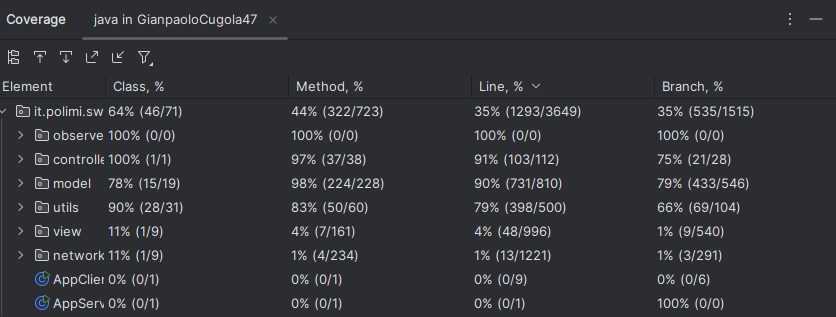 Coverage java in GianpaoloCugola47
Element Class, % Method, % Line, % Branch, %
it.polimi.sw 64% (46/71) 44% (322/723) 35% (1293/3649) 35% (535/1515)
observe 100% (0/0) 100% (0/0) 100% (0/0) 100% (0/0)
controlle 100% (1/1) 97% (37/38) 91% (103/112) 75% (21/28)
model 78% (15/19) 98% (224/228) 90% (731/810) 79% (433/546)
utils 90% (28/31) 83% (50/60) 79% (398/500) 66% (69/104)
view 11% (1/9) 4% (7/161) 4% (48/996) 1% (9/540)
network 11% (1/9) 1% (4/234) 1% (13/1221) 1% (3/291)
AppClier 0% (0/1) 0% (0/1) 0% (0/9) 0% (0/6)
AppServ 0% (0/1) 0% (0/1) 0% (0/1) 100% (0/0)